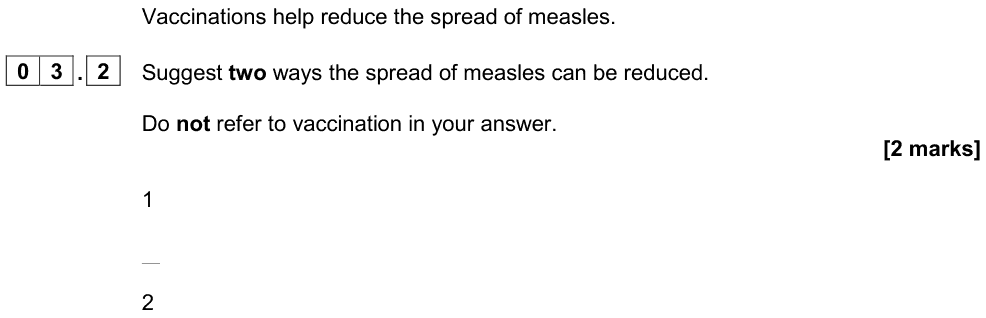 Vaccinations help reduce the spread of measles.
0 3 . 2 Suggest two ways the spread of measles can be reduced.
Do not refer to vaccination in your answer.
[2 marks]
1
2